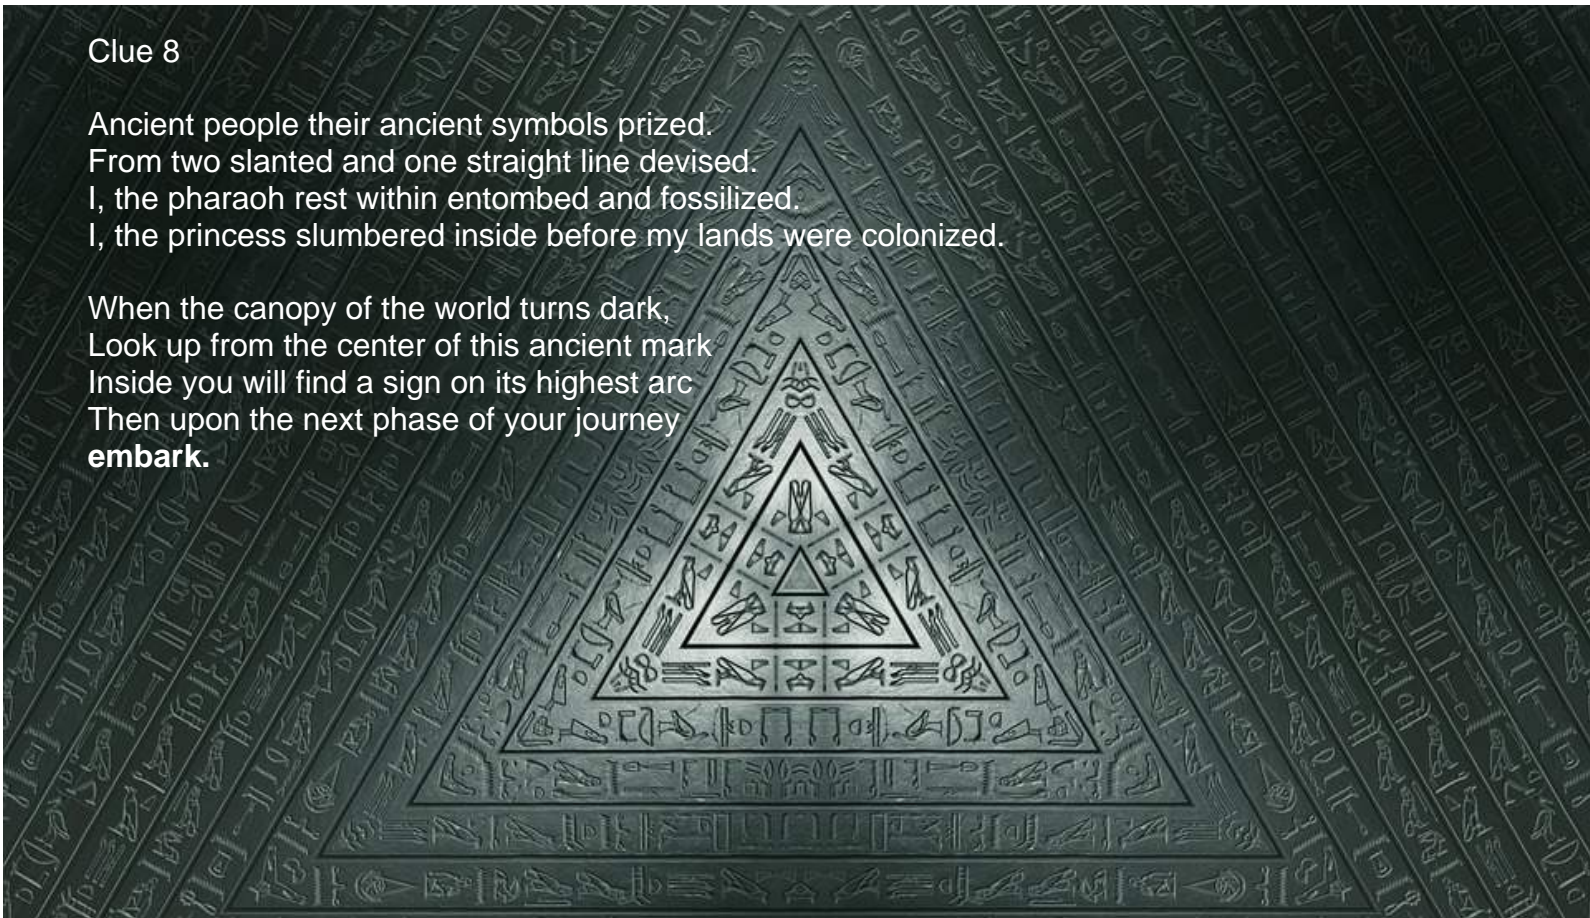 Clue 8
Ancient people their ancient symbols prized.
From two slanted and one straight line devised.
I, the pharaoh rest within entombed and fossilized.
I, the princess slumbered inside before my lands were colonized.
When the canopy of the world turns dark,
Look up from the center of this ancient mark
Inside you will find a sign on its highest arc
Then upon the next phase of your journey
embark.